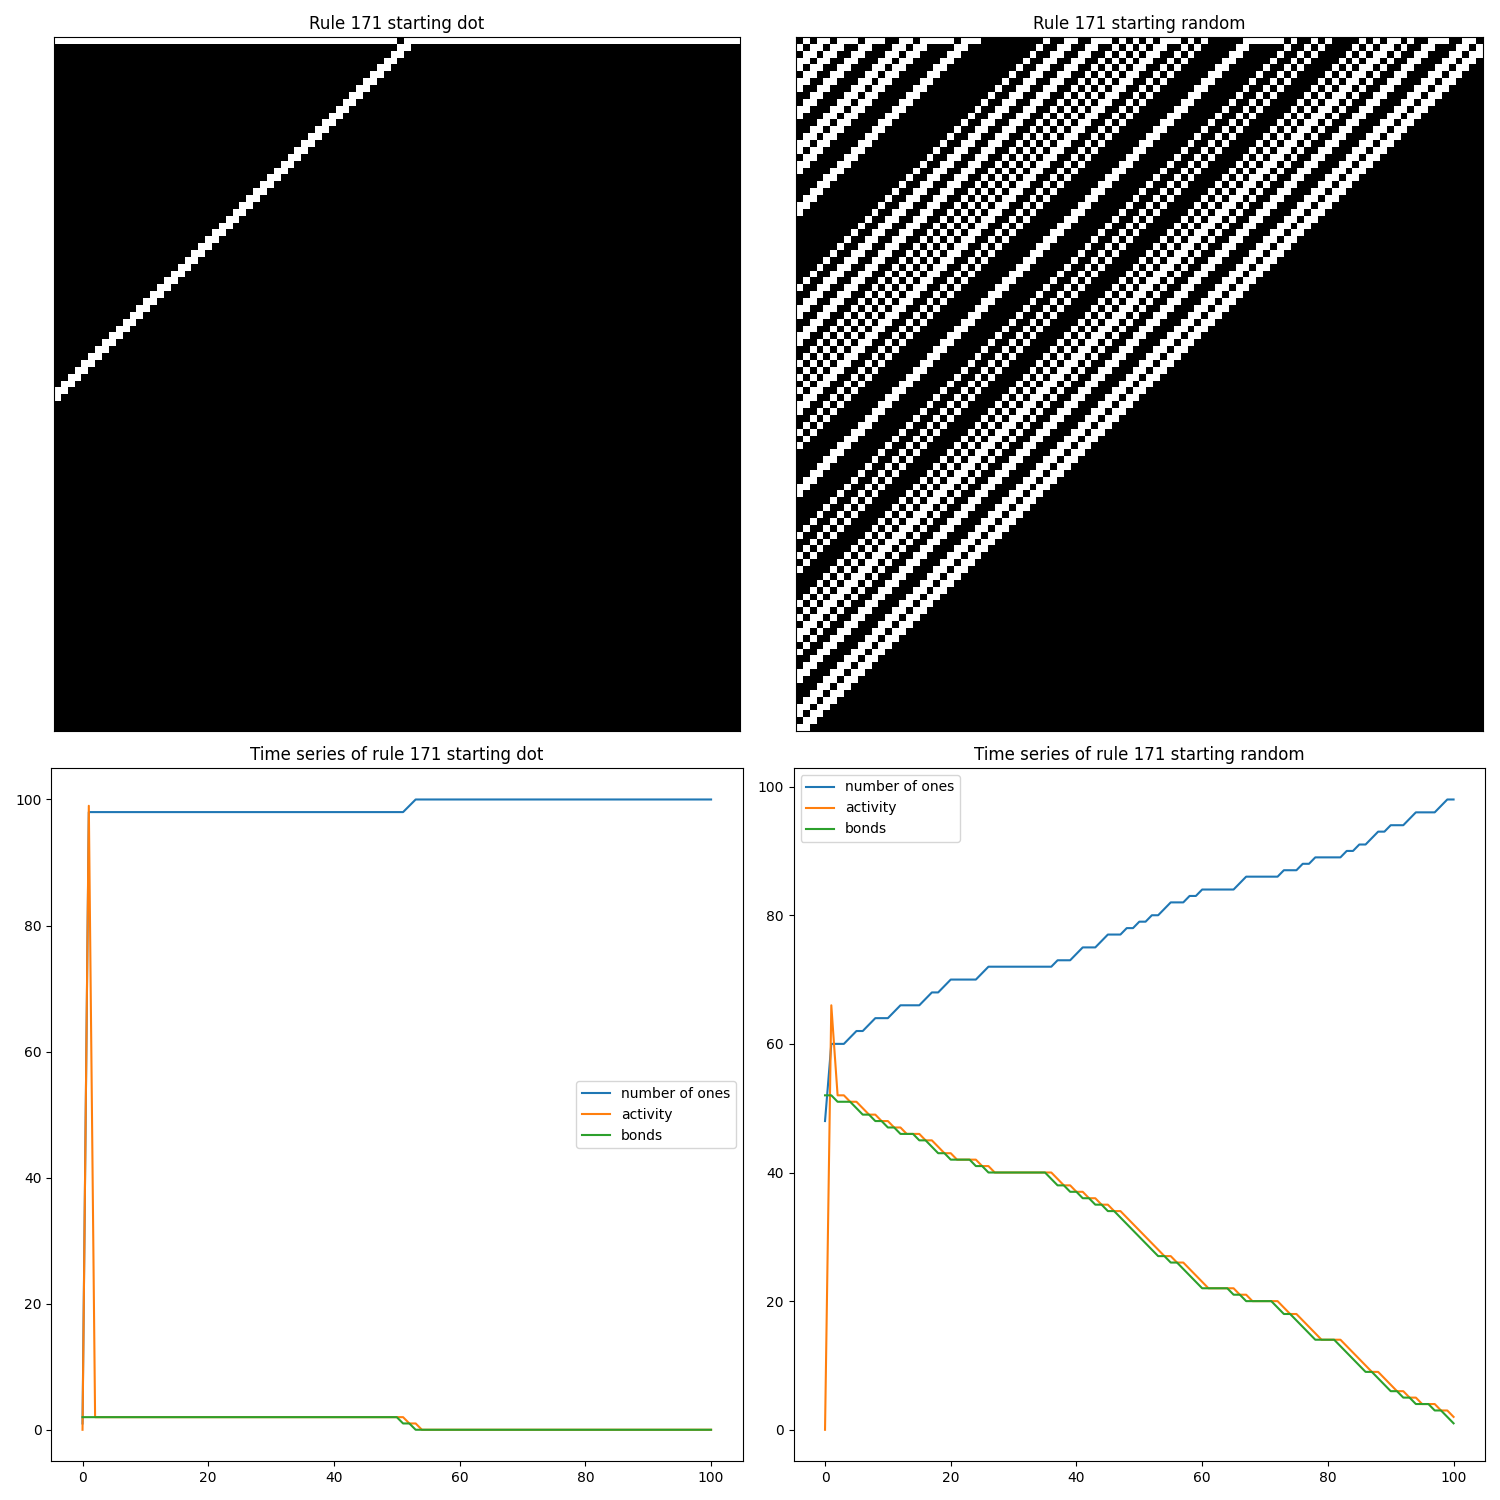 Rule 171 starting dot
Rule 171 starting random
Time series of rule 171 starting dot
100
80
60
40
20
0
number of ones
activity
bonds
0 20 40 60 80 100
Time series of rule 171 starting random
number of ones
activity
bonds
100
80
60
40
20
0
0 20 40 60 80 100